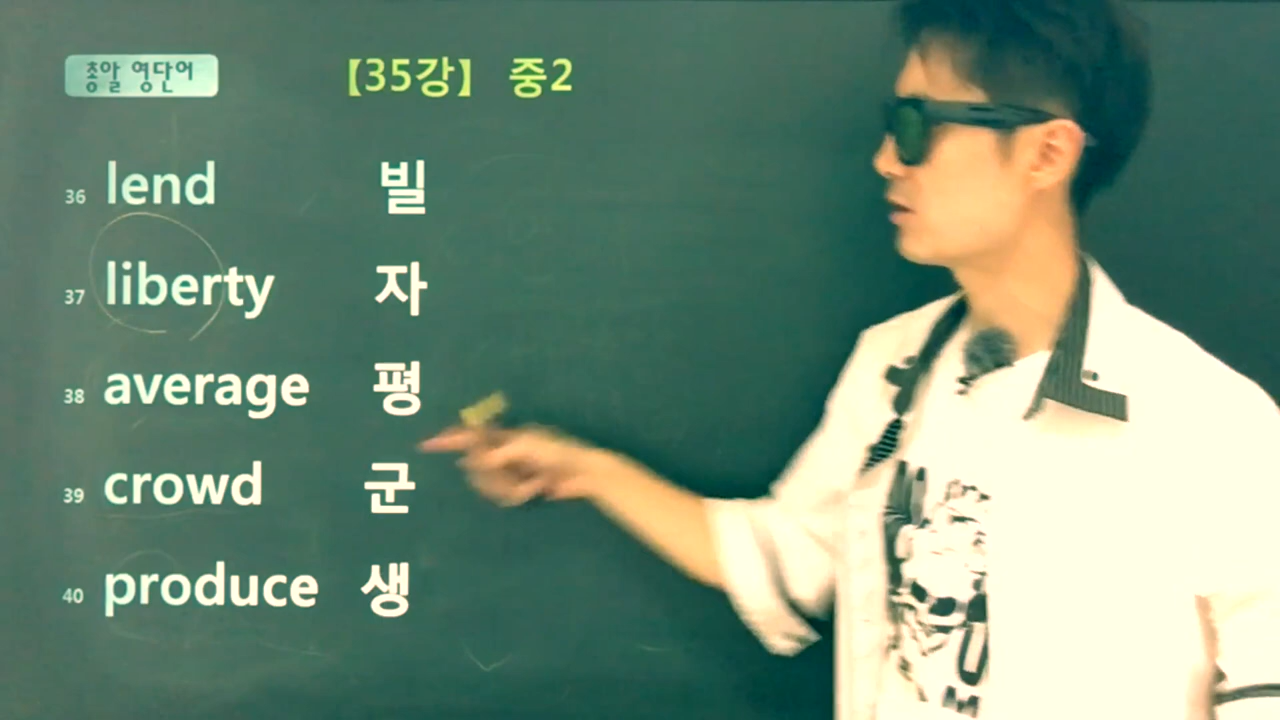 총알 영단어
【35강】 중2
36 lend 빌
37 liberty 자
38 average 평
39 crowd 군
40 produce 생